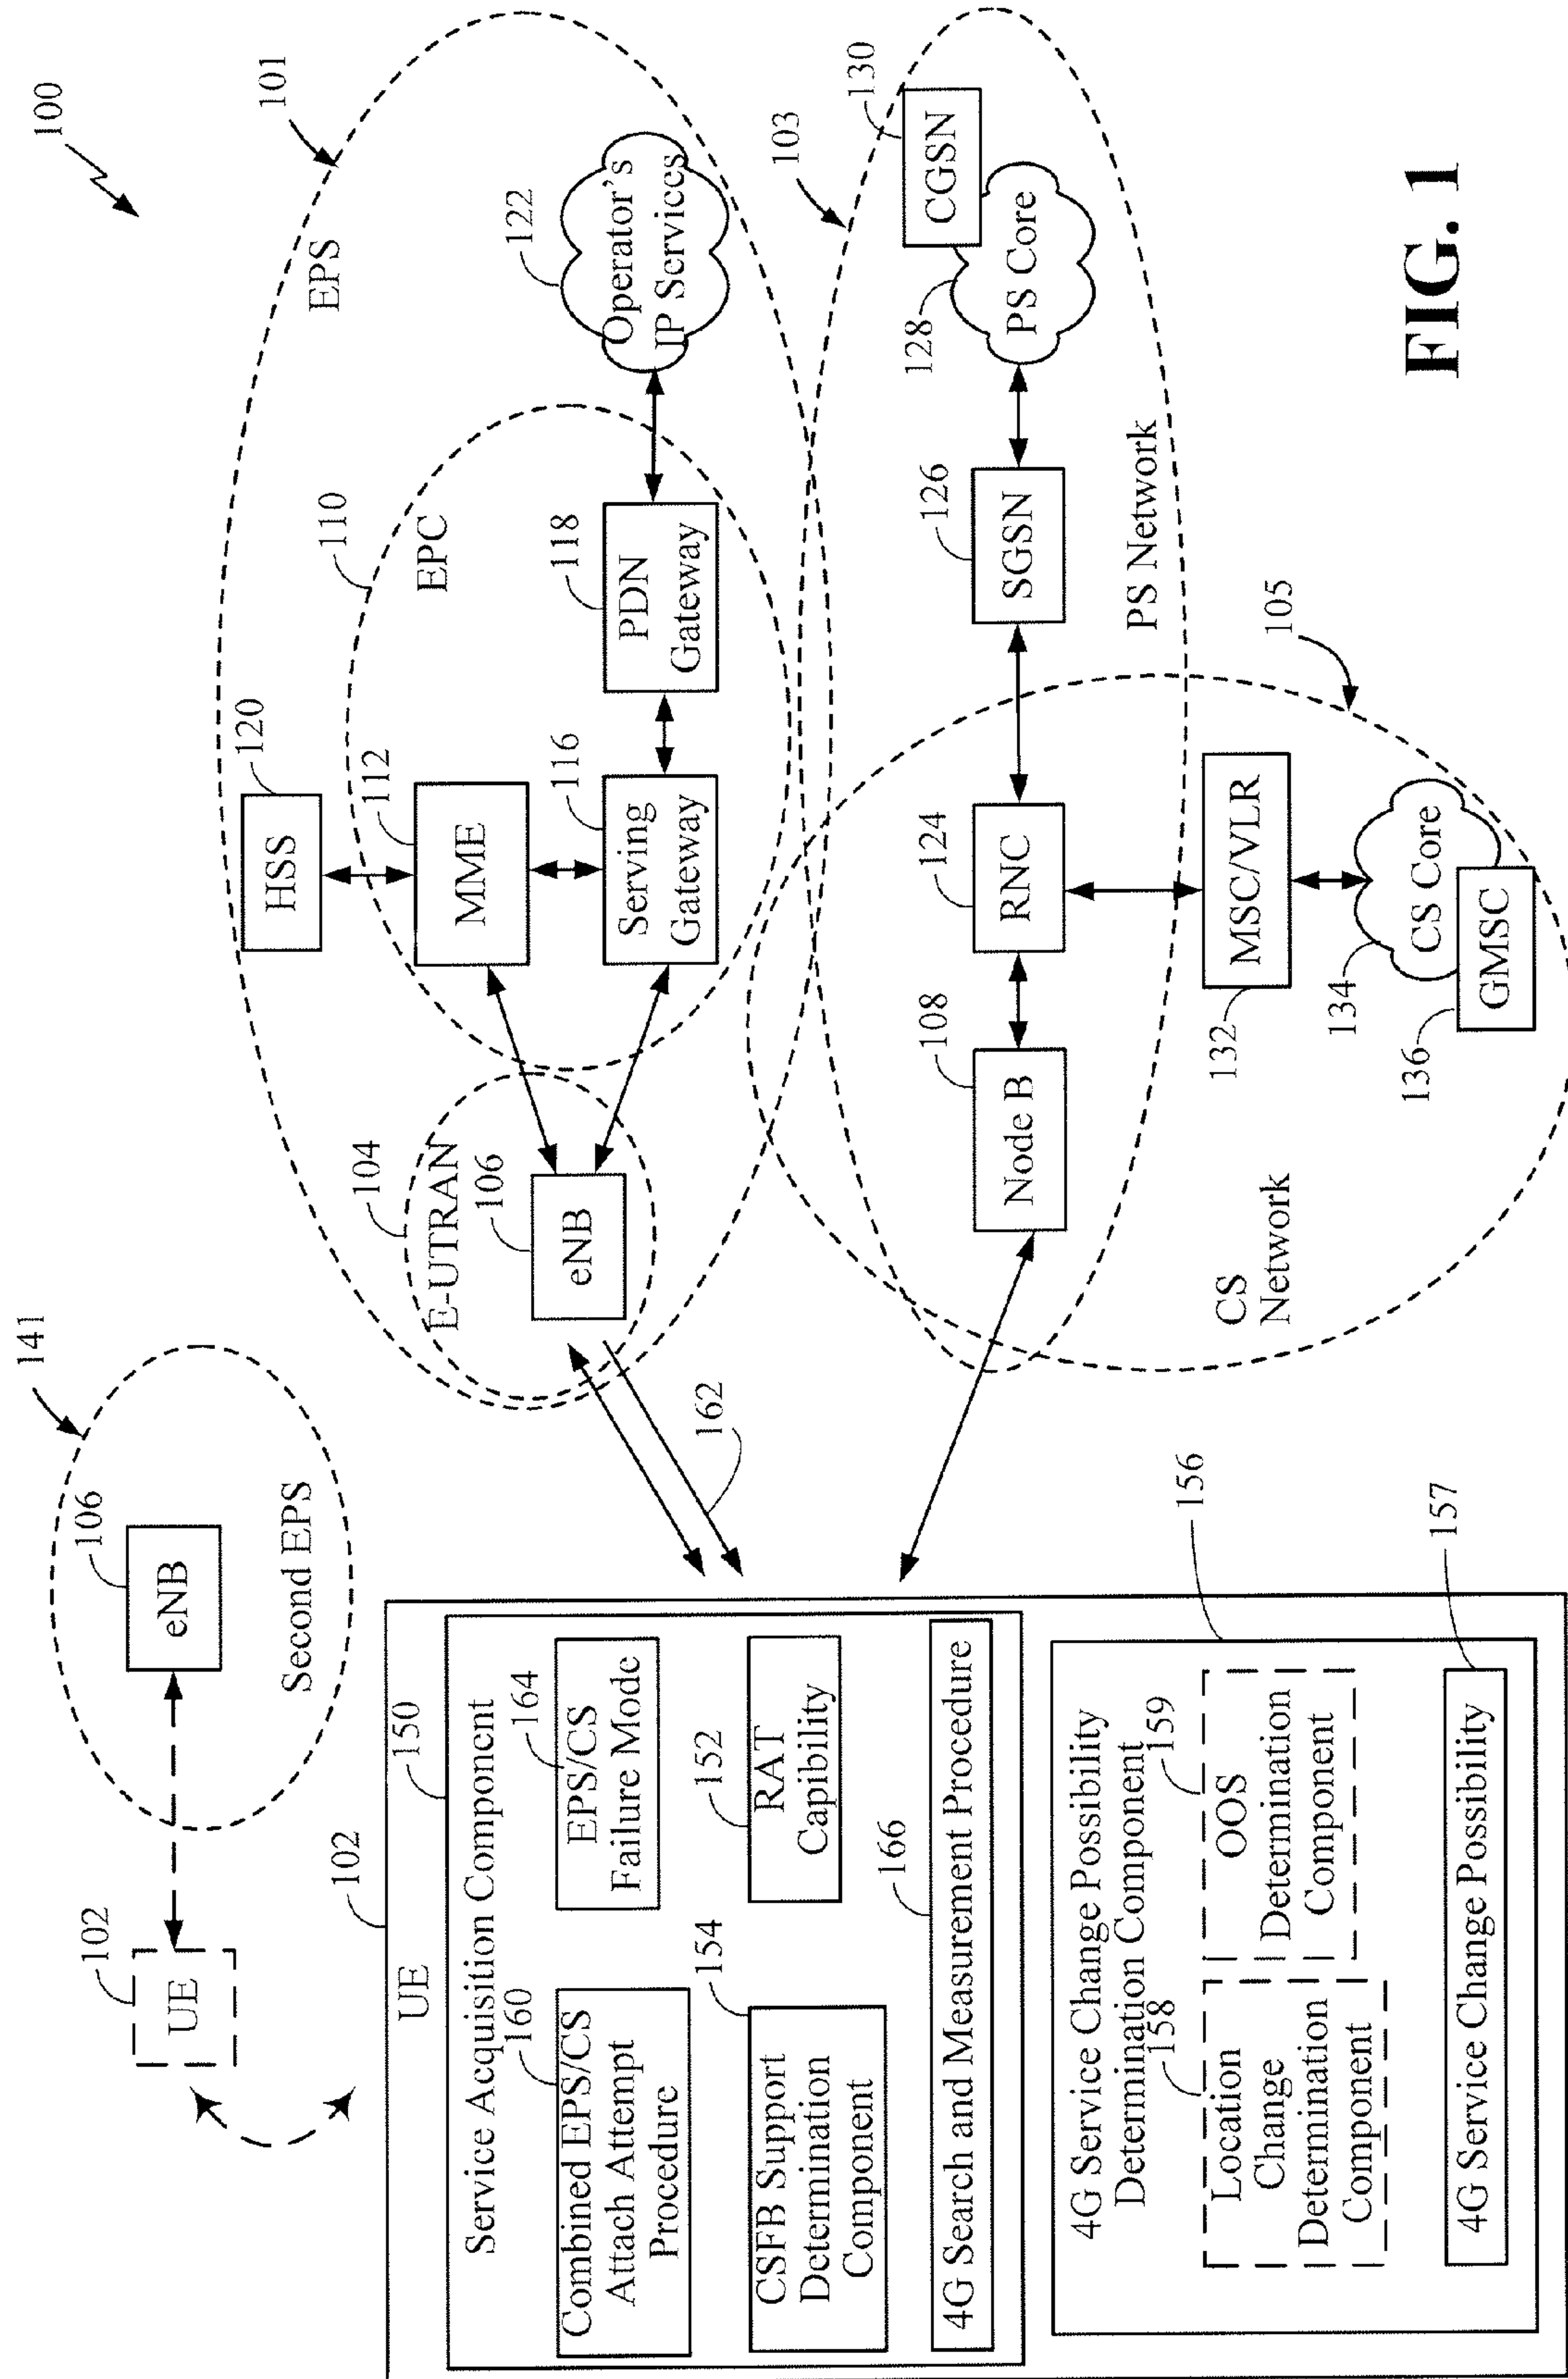 100
101
EPS
122
Operator's
IP Services
110
EPC
118
PDN
Gateway
120
HSS
112
MME
116
Serving
Gateway
104
E-UTRAN
106
eNB
141
106
eNB
Second EPS
102
UE
162
103
130
CGSN
128
PS Core
126
SGSN
PS Network
124
RNC
108
Node B
105
132
MSC/VLR
134
CS Core
136
GMSC
CS
Network
102
UE
150
Service Acquisition Component
160
Combined EPS/CS
Attach Attempt
Procedure
164
EPS/CS
Failure Mode
154
CSFB Support
Determination
Component
152
RAT
Capibility
166
4G Search and Measurement Procedure
156
4G Service Change Possibility
Determination Component
158
Location
Change
Determination
Component
159
OOS
Determination
Component
157
4G Service Change Possibility
FIG. 1